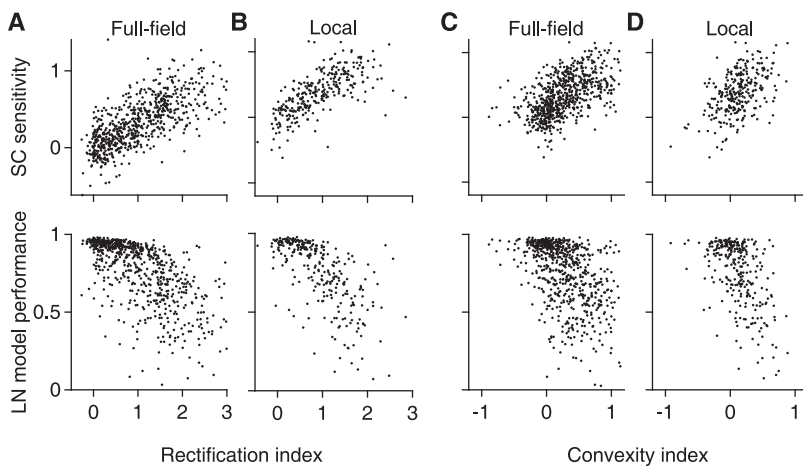 A
Full-field
B
Local
C
Full-field
D
Local
SC sensitivity
1
0
LN model performance
1
0.5
0
0 1 2 3
0 1 2 3
-1 0 1
-1 0 1
Rectification index
Convexity index